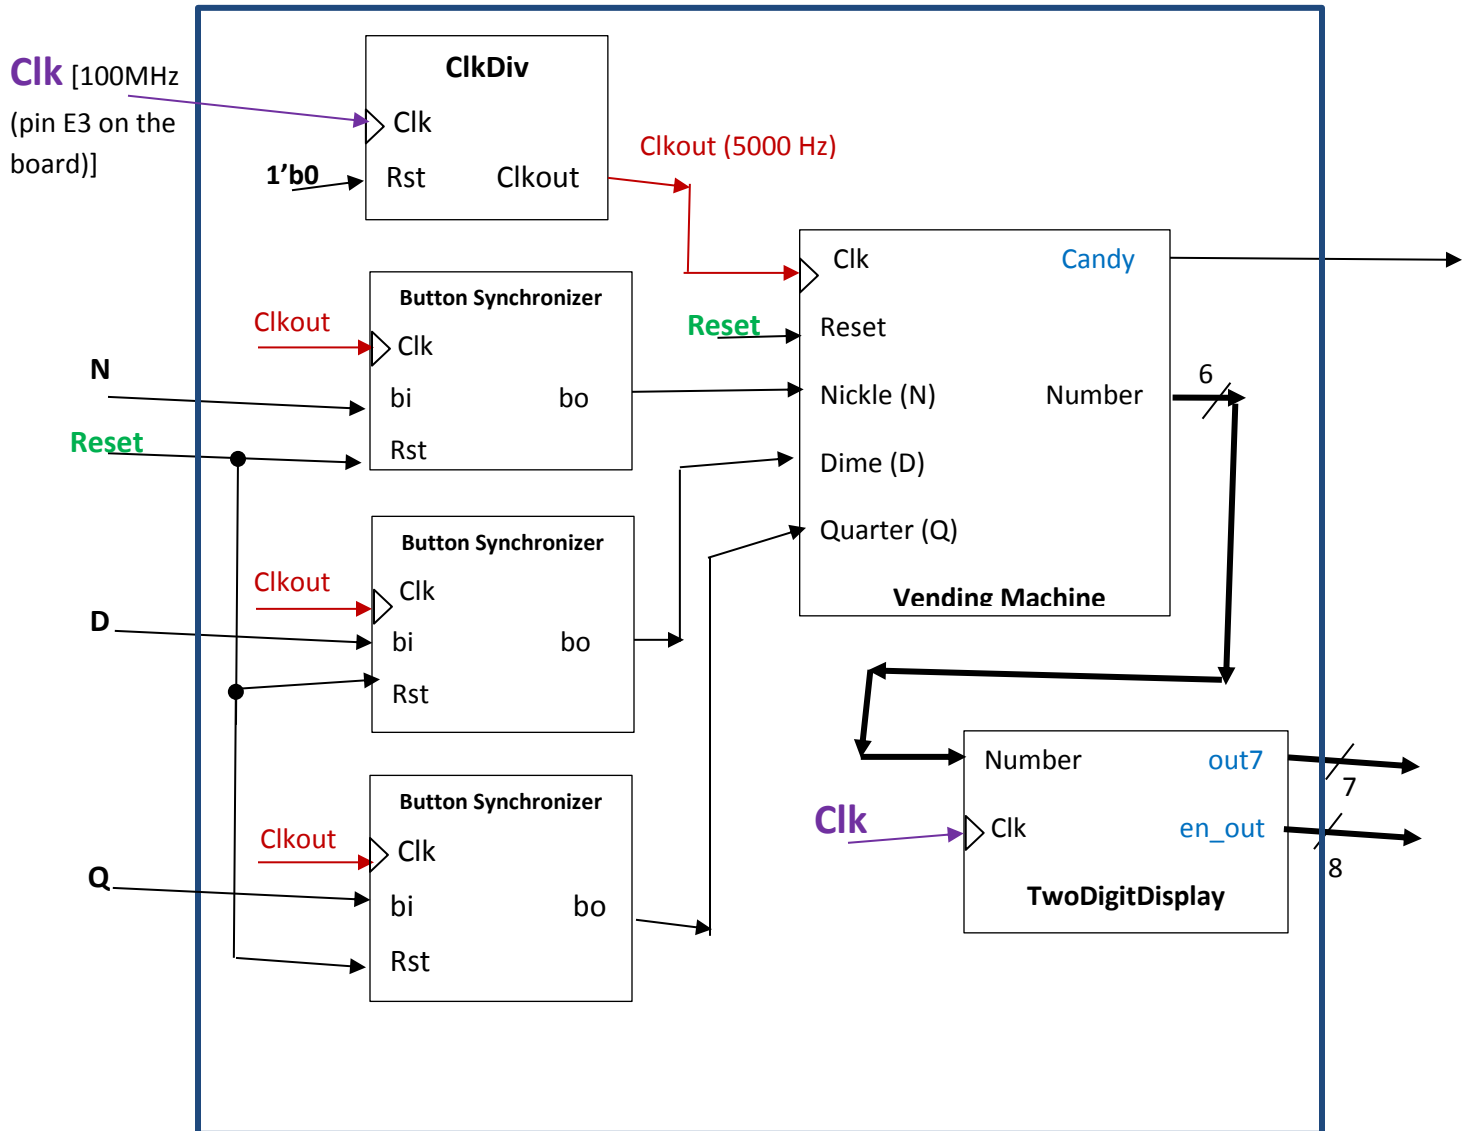 Clk [100MHz
(pin E3 on the
board)]
ClkDiv
Clk
1'b0
Rst
Clkout
Clkout (5000 Hz)
Button Synchronizer
Clkout
Clk
N
bi
bo
Reset
Rst
Clk
Candy
Reset
Reset
Nickle (N)
Number
6
Dime (D)
Quarter (Q)
Vending Machine
Button Synchronizer
Clkout
Clk
D
bi
bo
Rst
Button Synchronizer
Clkout
Clk
Q
bi
bo
Rst
Number
out7
7
Clk
Clk
en_out
8
TwoDigitDisplay